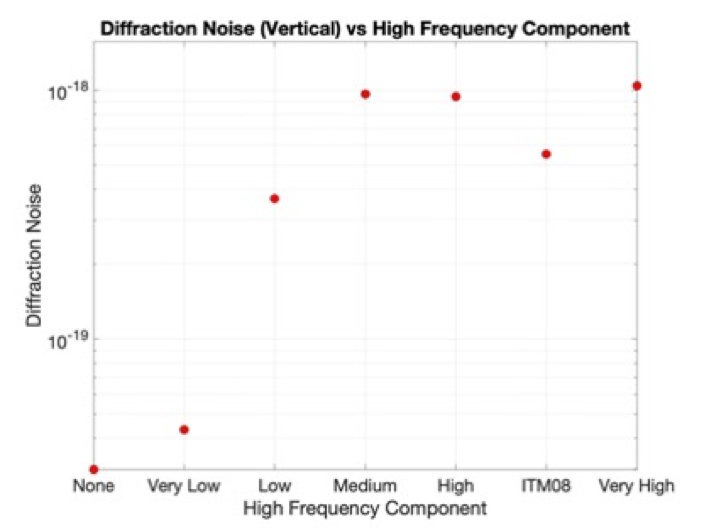 Diffraction Noise (Vertical) vs High Frequency Component
10^-18
10^-19
Diffraction Noise
None Very Low Low Medium High ITM08 Very High
High Frequency Component